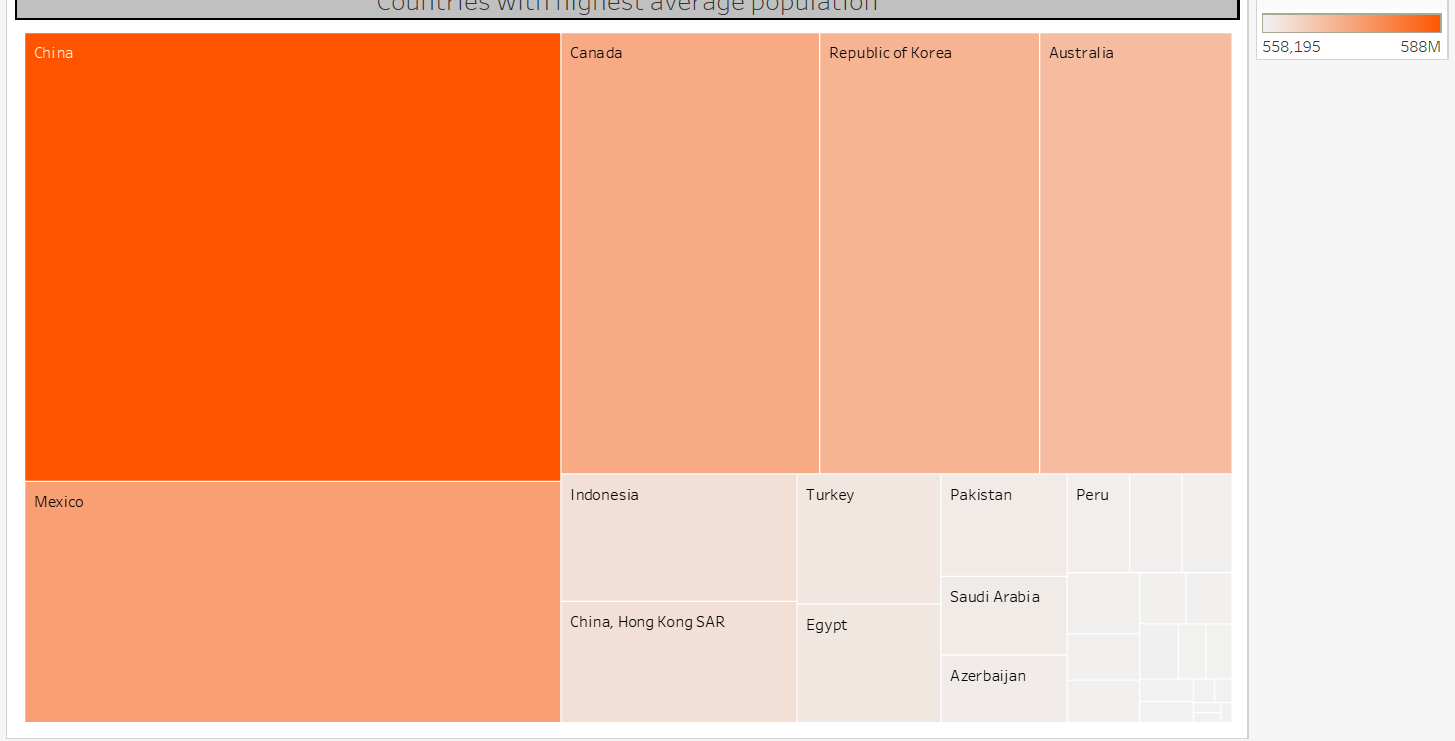 Countries with highest average population
558,195 588M
China
Canada
Republic of Korea
Australia
Mexico
Indonesia
Turkey
Pakistan
Peru
Saudi Arabia
China, Hong Kong SAR
Egypt
Azerbaijan